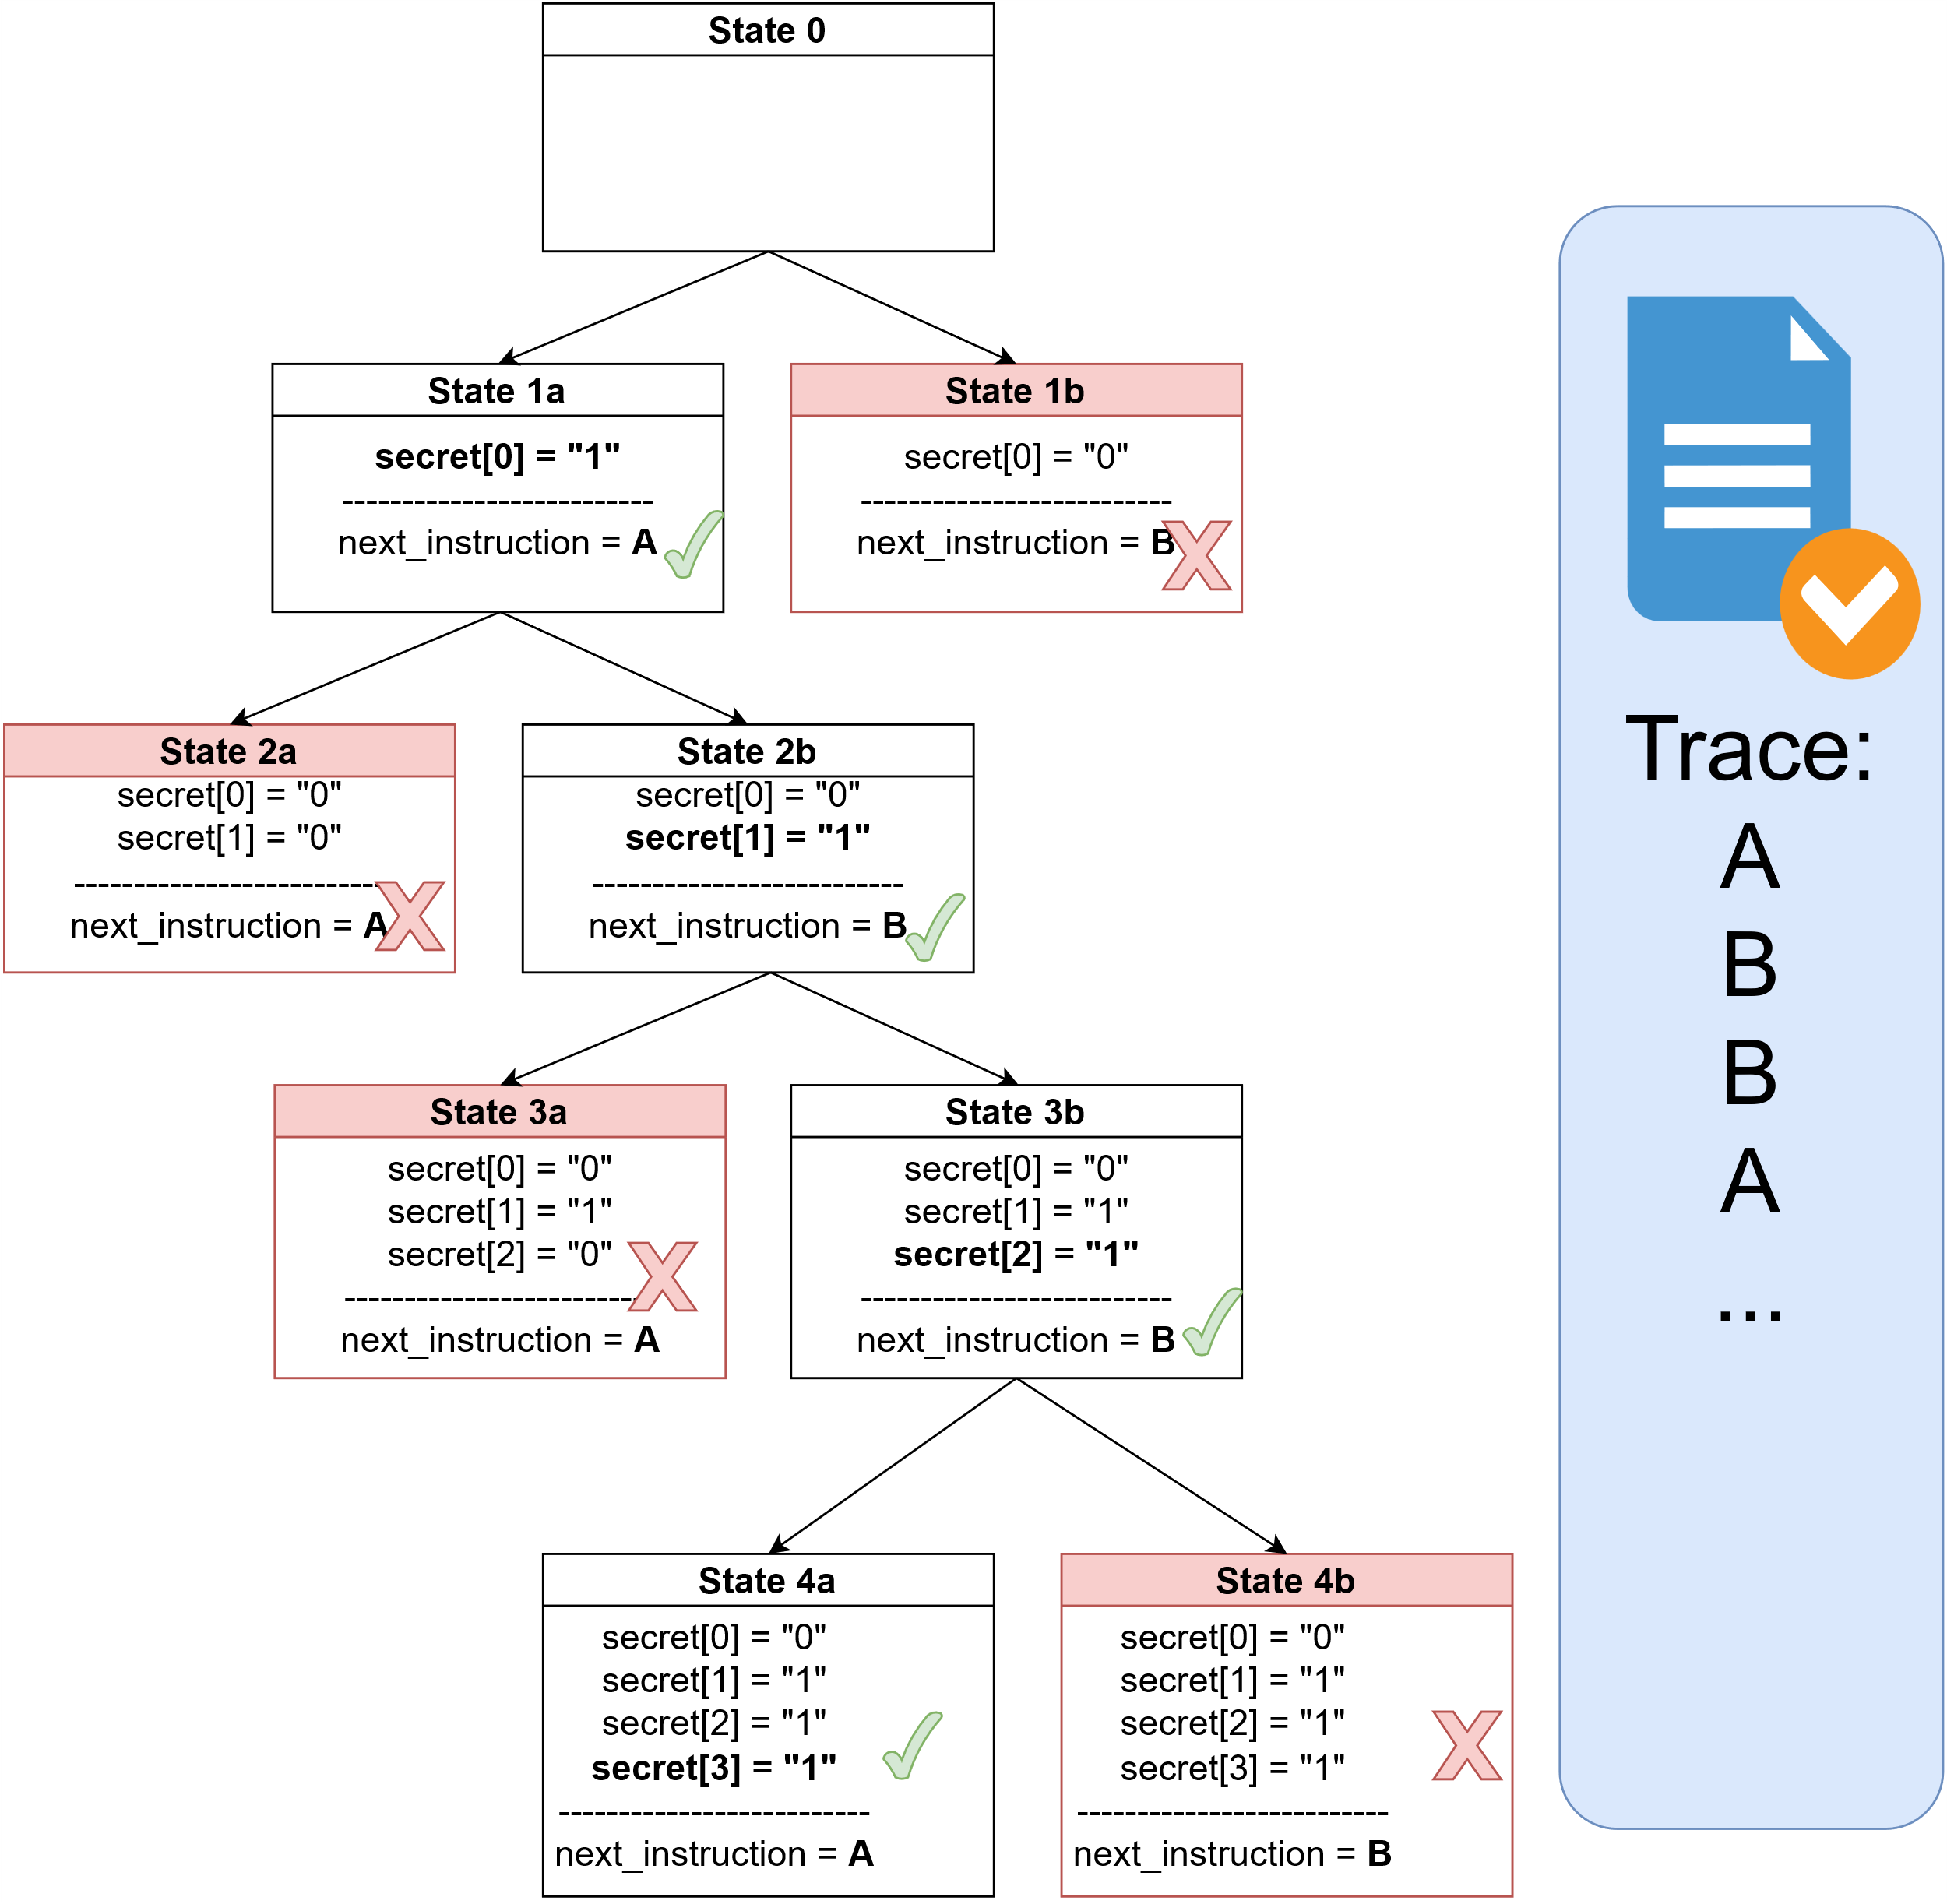 State 0
State 1a
secret[0] = "1"
--------------------------
next_instruction = A
State 1b
secret[0] = "0"
--------------------------
next_instruction = B
State 2a
secret[0] = "0"
secret[1] = "0"
--------------------------
next_instruction = A
State 2b
secret[0] = "0"
secret[1] = "1"
--------------------------
next_instruction = B
State 3a
secret[0] = "0"
secret[1] = "1"
secret[2] = "0"
--------------------------
next_instruction = A
State 3b
secret[0] = "0"
secret[1] = "1"
secret[2] = "1"
--------------------------
next_instruction = B
State 4a
secret[0] = "0"
secret[1] = "1"
secret[2] = "1"
secret[3] = "1"
--------------------------
next_instruction = A
State 4b
secret[0] = "0"
secret[1] = "1"
secret[2] = "1"
secret[3] = "1"
--------------------------
next_instruction = B
Trace:
A
B
B
A
...